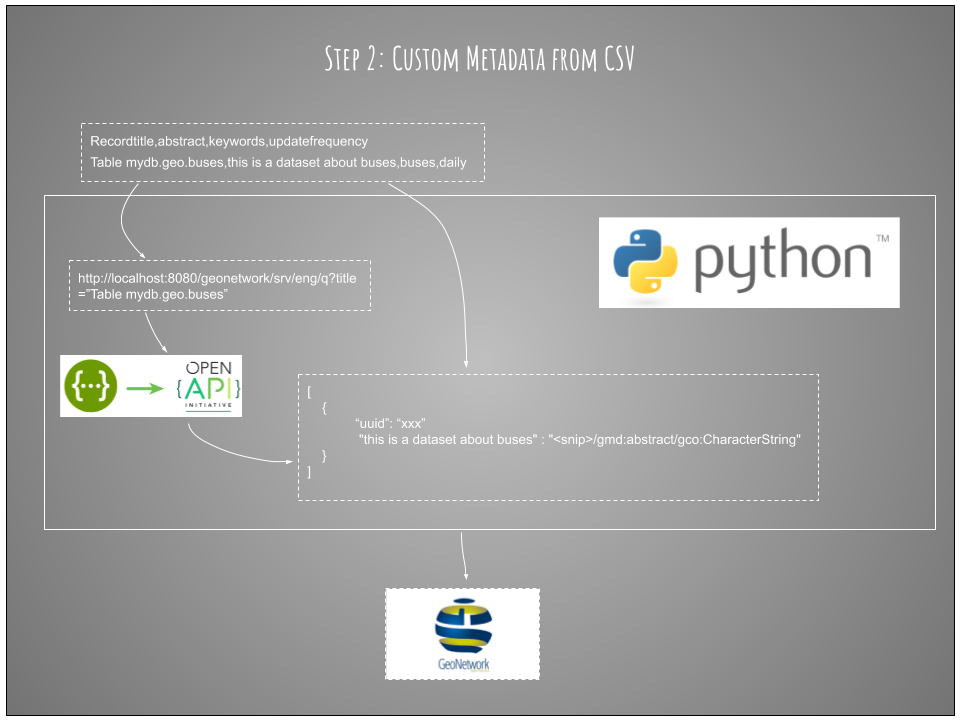 Step 2: Custom Metadata from CSV
Recordtitle,abstract,keywords,updatefrequency
Table mydb.geo.buses,this is a dataset about buses,buses,daily
python™
http://localhost:8080/geonetwork/srv/eng/q?title
="Table mydb.geo.buses”
{···}
OPEN
{API}
INITIATIVE
[
{
“uuid”: “xxx”
"this is a dataset about buses" : "<snip>/gmd:abstract/gco:CharacterString"
}
]
GeoNetwork